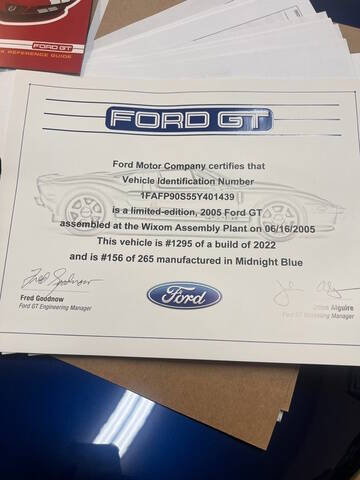 FORD GT
REFERENCE GUIDE
FORD GT
Ford Motor Company certifies that
Vehicle Identification Number
1FAFP90S55Y401439
is a limited-edition, 2005 Ford GT
assembled at the Wixom Assembly Plant on 06/16/2005
This vehicle is #1295 of a build of 2022
and is #156 of 265 manufactured in Midnight Blue
Fred Goodnow
Fred Goodnow
Ford GT Engineering Manager
Ford
Alguire
Ford GT Manager